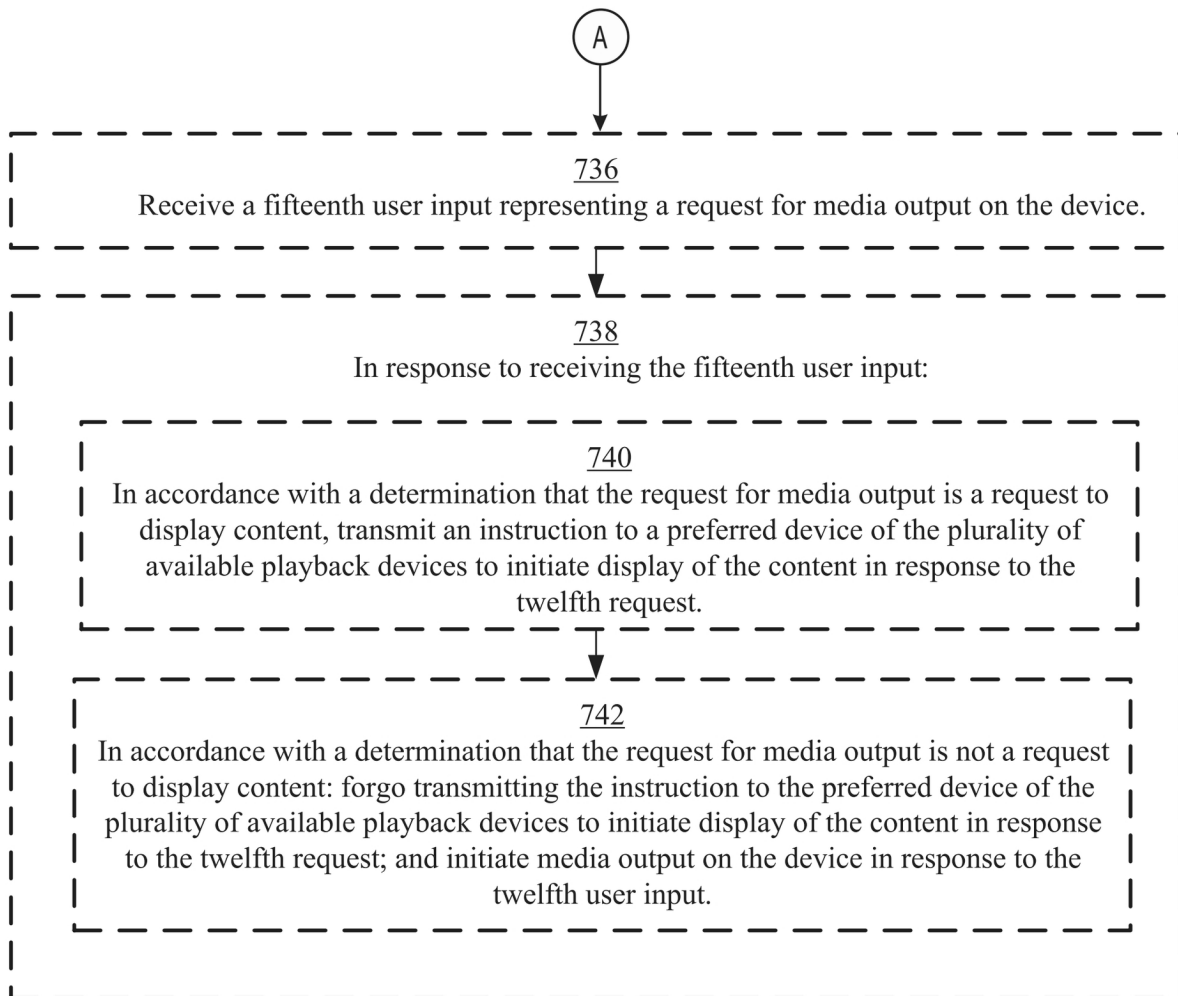 A
736
Receive a fifteenth user input representing a request for media output on the device.
738
In response to receiving the fifteenth user input:
740
In accordance with a determination that the request for media output is a request to
display content, transmit an instruction to a preferred device of the plurality of
available playback devices to initiate display of the content in response to the
twelfth request.
742
In accordance with a determination that the request for media output is not a request
to display content: forgo transmitting the instruction to the preferred device of the
plurality of available playback devices to initiate display of the content in response
to the twelfth request; and initiate media output on the device in response to the
twelfth user input.